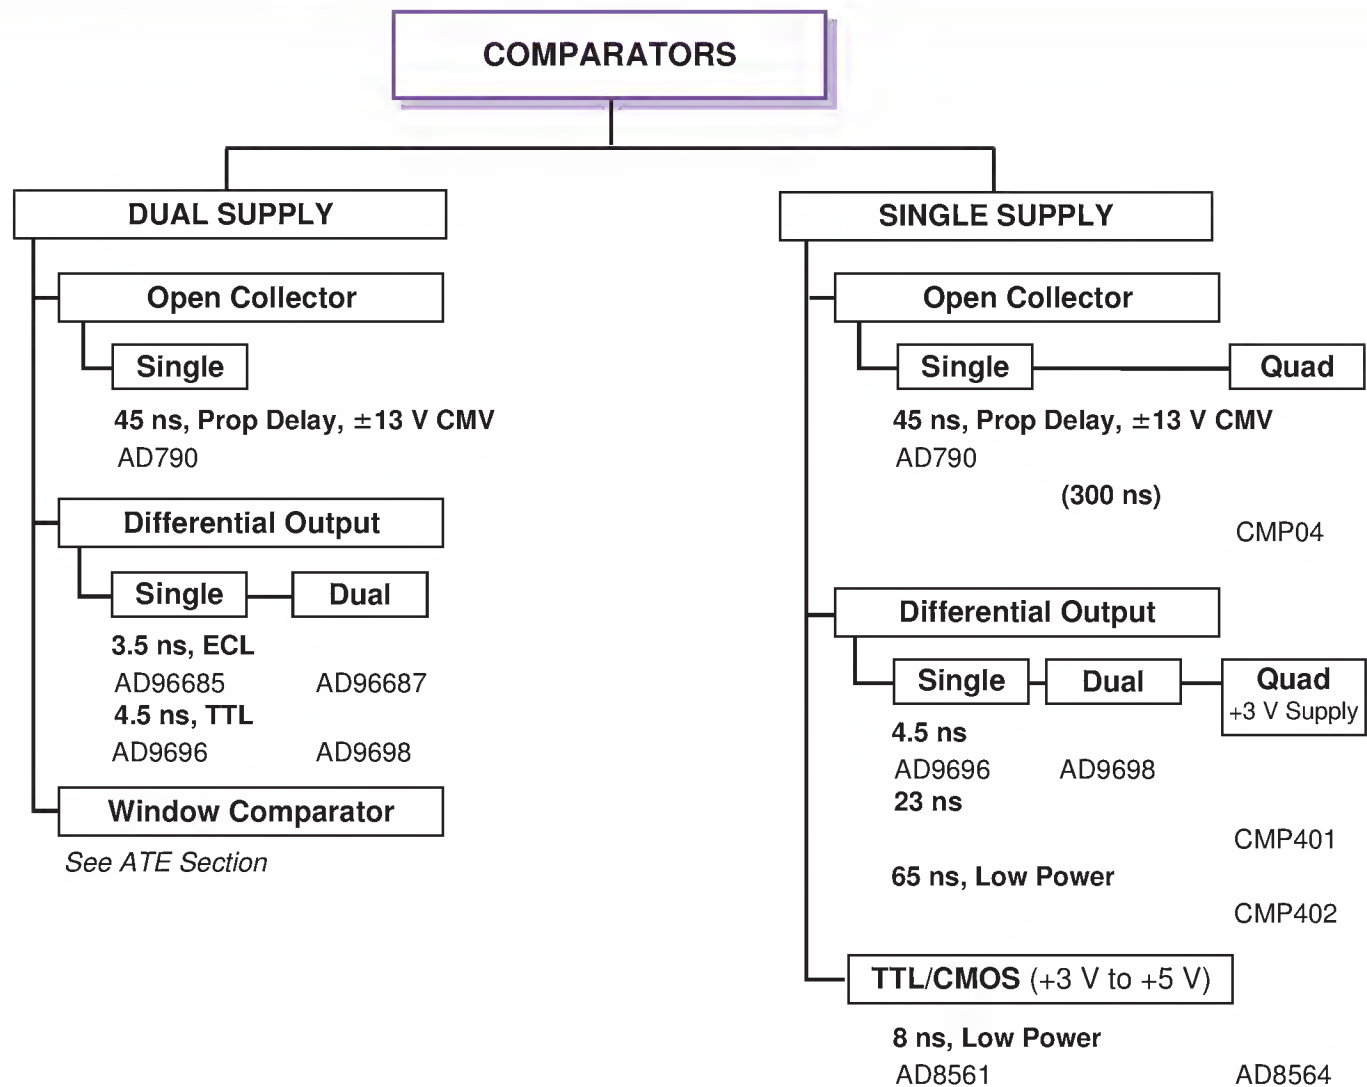 COMPARATORS
DUAL SUPPLY
Open Collector
Single
45 ns, Prop Delay, ±13 V CMV
AD790
Differential Output
Single Dual
3.5 ns, ECL
AD96685 AD96687
4.5 ns, TTL
AD9696 AD9698
Window Comparator
See ATE Section
SINGLE SUPPLY
Open Collector
Single Quad
45 ns, Prop Delay, ±13 V CMV
AD790
(300 ns)
CMP04
Differential Output
Single Dual Quad
+3 V Supply
4.5 ns
AD9696 AD9698
23 ns
CMP401
65 ns, Low Power
CMP402
TTL/CMOS (+3 V to +5 V)
8 ns, Low Power
AD8561 AD8564